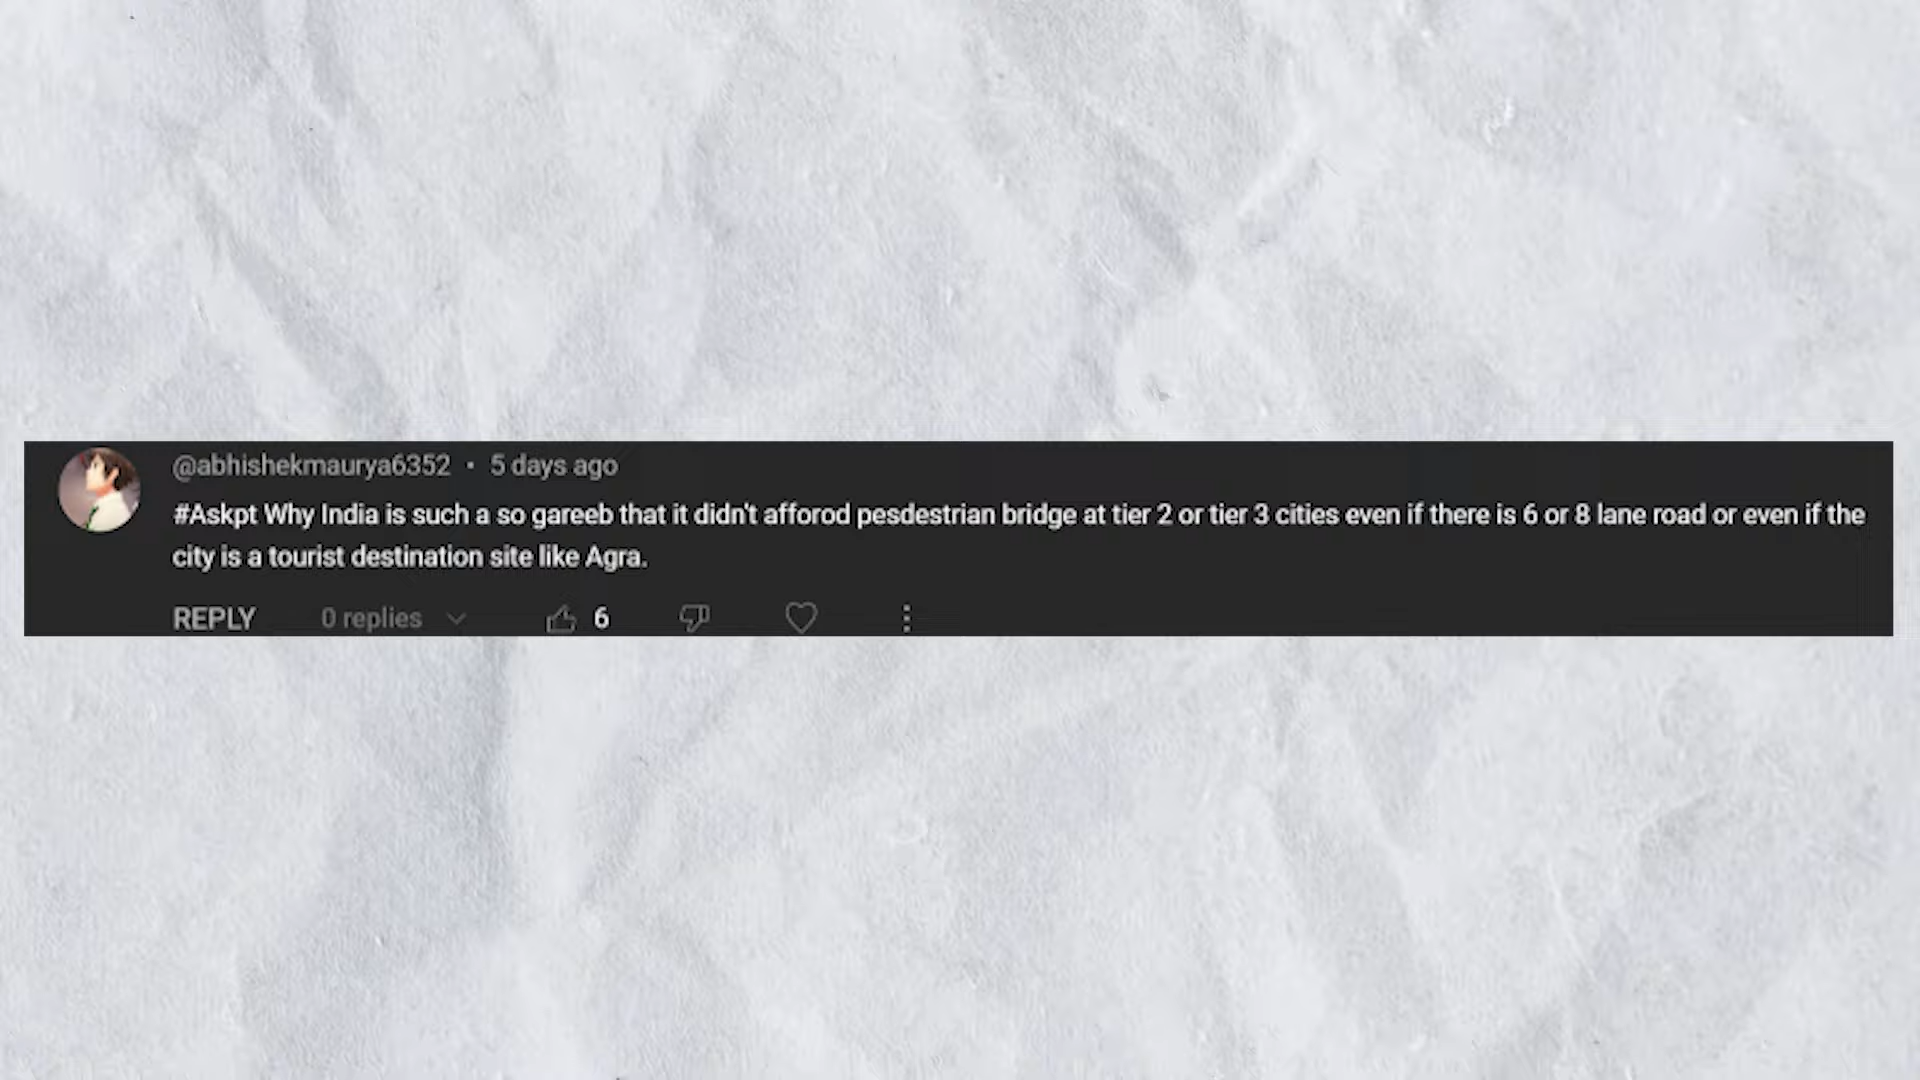 @abhishekmaurya6352 • 5 days ago
#Askpt Why India is such a so gareeb that it didn't afforod pesdestrian bridge at tier 2 or tier 3 cities even if there is 6 or 8 lane road or even if the
city is a tourist destination site like Agra.
REPLY 0 replies 6